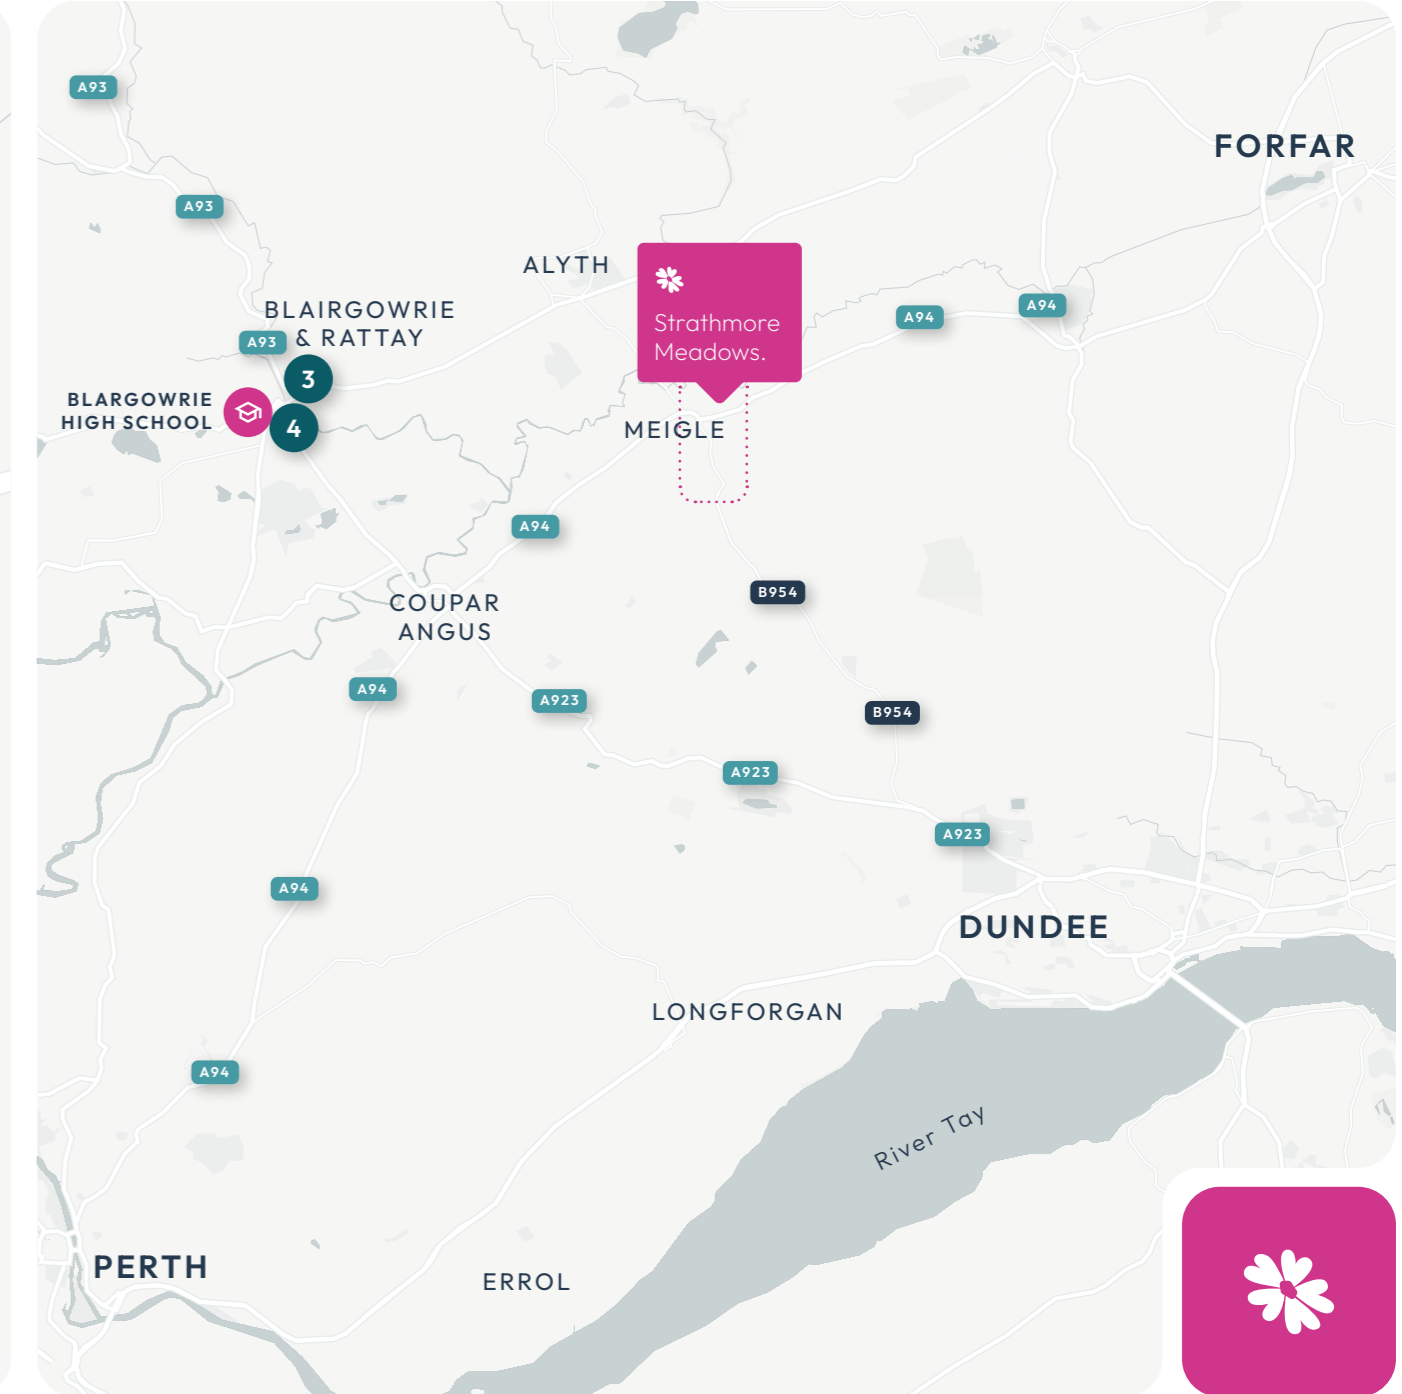 A93
FORFAR
A93
ALYTH
BLAIRGOWRIE
& RATTAY
A93
Strathmore
Meadows.
A94
A94
3
BLARGOWRIE
HIGH SCHOOL
4
MEIGLE
A94
B954
COUPAR
ANGUS
A94
A923
B954
A923
A923
A94
DUNDEE
LONGFORGAN
A94
River Tay
PERTH
ERROL